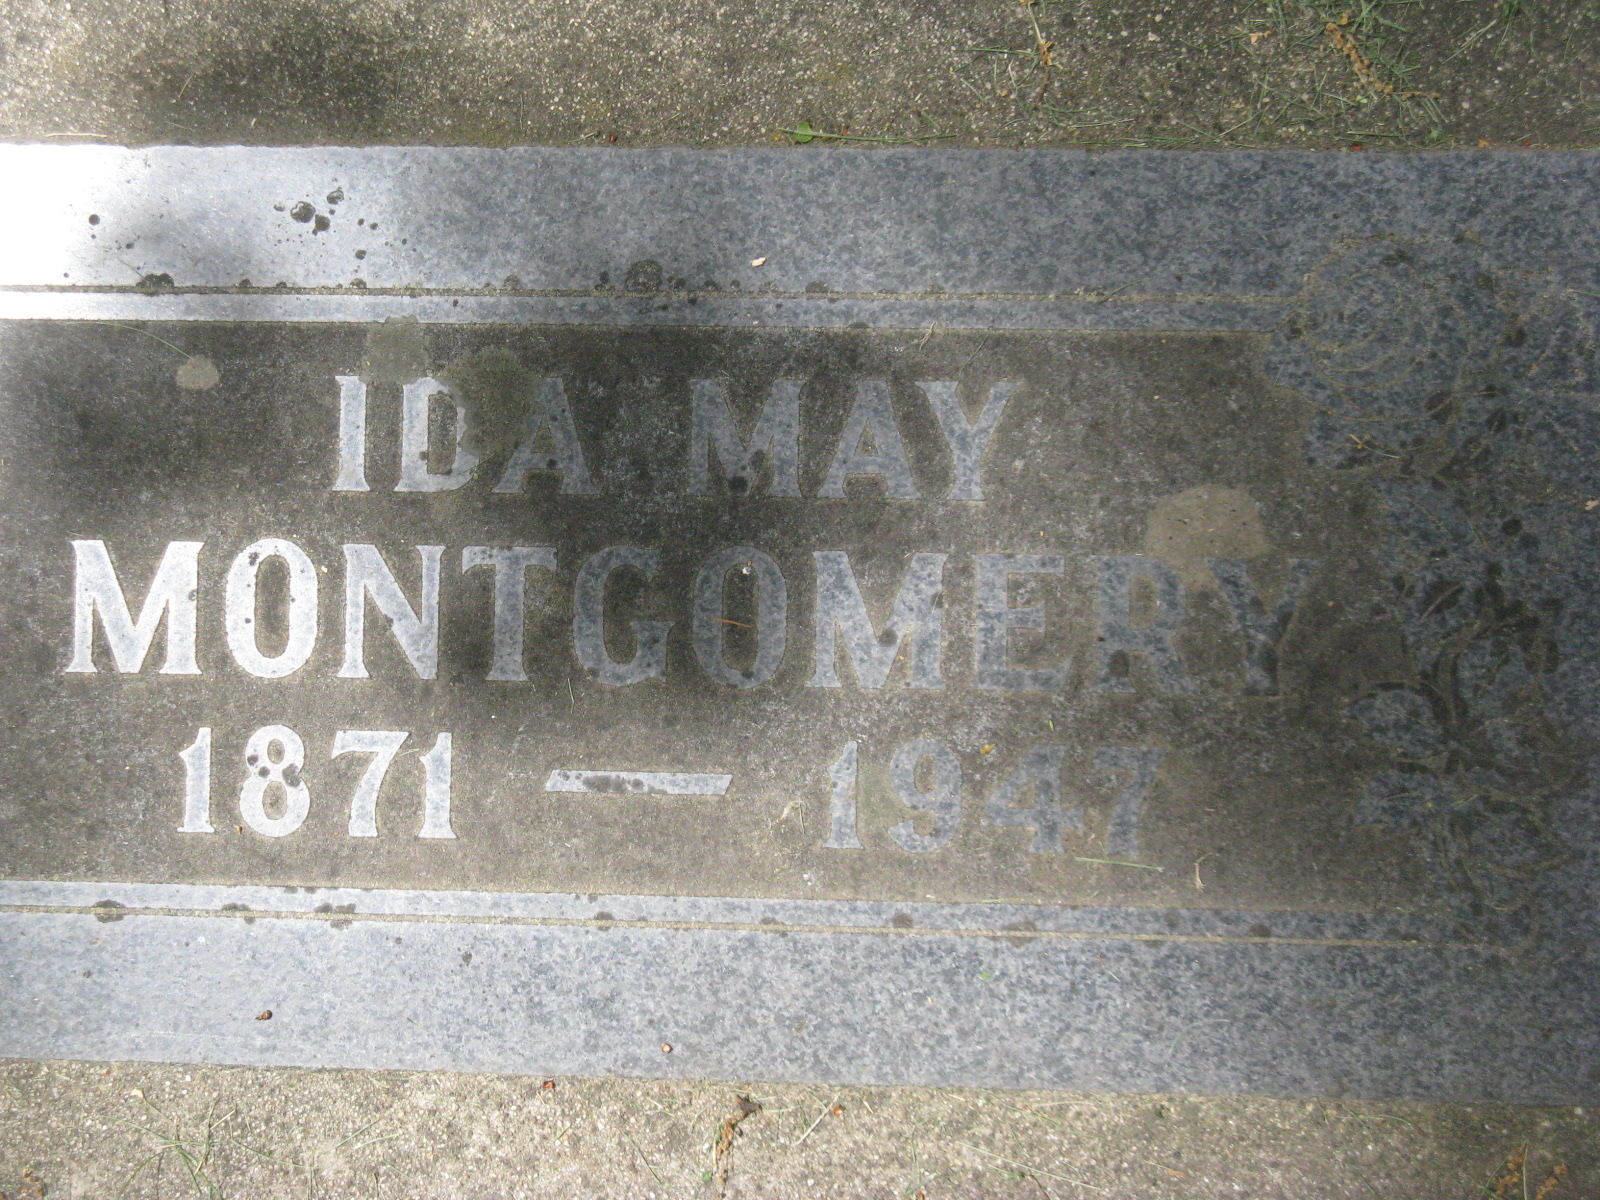 IDA MAY
MONTGOMERY
1871 — 1947